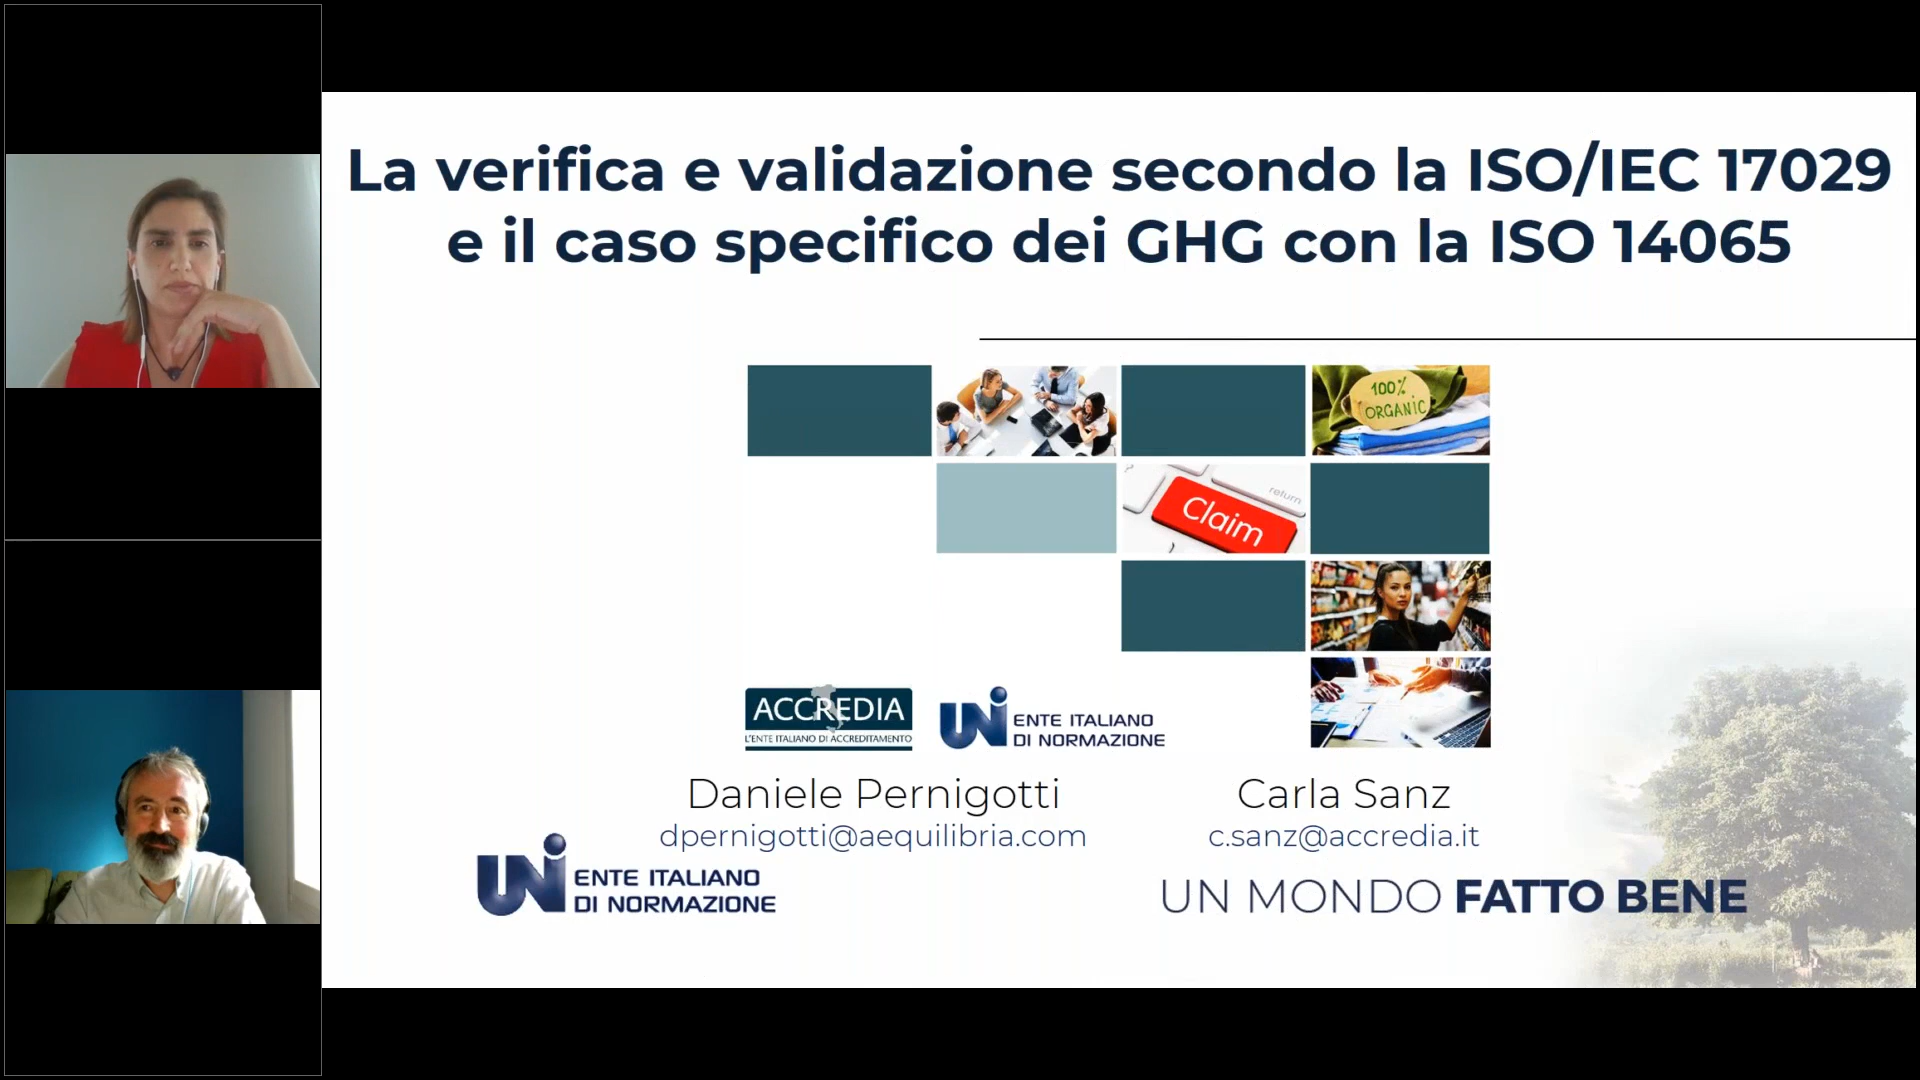 La verifica e validazione secondo la ISO/IEC 17029
e il caso specifico dei GHG con la ISO 14065
100%
ORGANIC
return
Claim
ACCREDIA
L'ENTE ITALIANO DI ACCREDITAMENTO
UNI ENTE ITALIANO
DI NORMAZIONE
Daniele Pernigotti
dpernigotti@aequilibria.com
Carla Sanz
c.sanz@accredia.it
UNI ENTE ITALIANO
DI NORMAZIONE
UN MONDO FATTO BENE